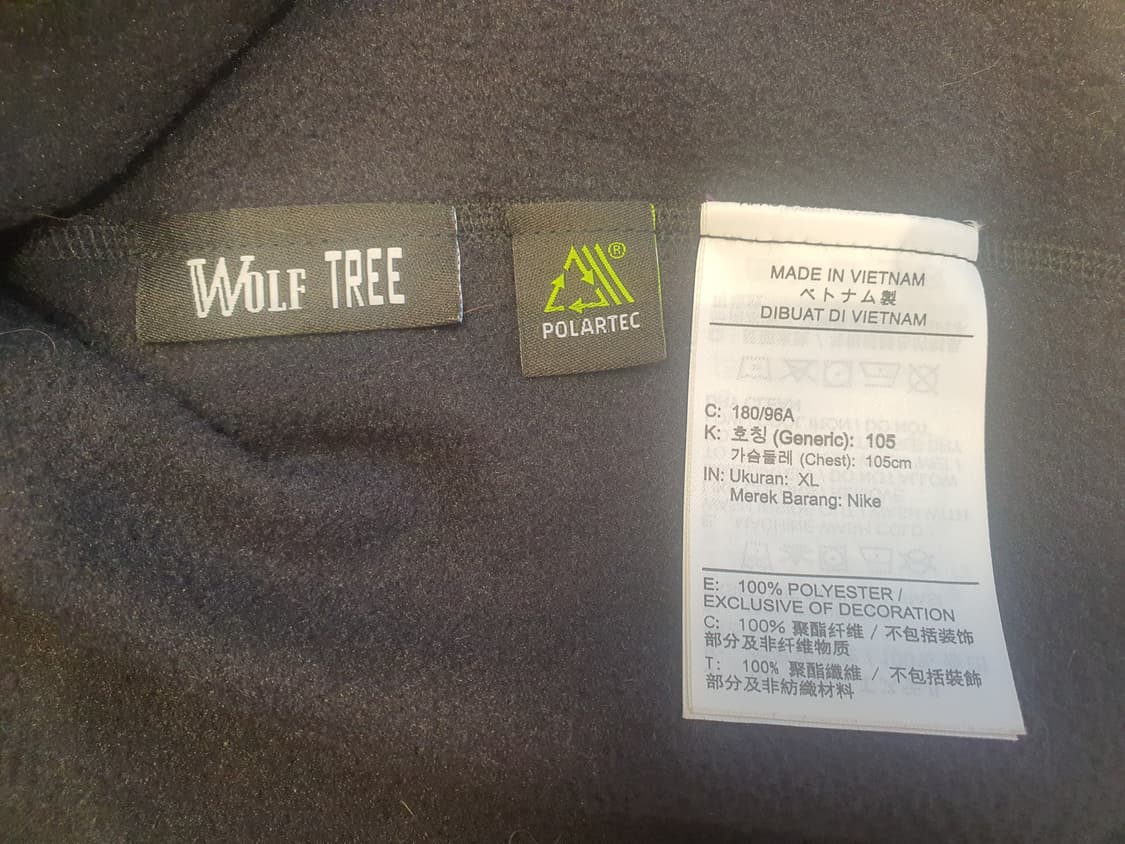 WOLF TREE
®
POLARTEC
MADE IN VIETNAM
ベトナム製
DIBUAT DI VIETNAM
C: 180/96A
K: 호칭 (Generic): 105
가슴둘레 (Chest): 105cm
IN: Ukuran: XL
Merek Barang: Nike
E: 100% POLYESTER /
EXCLUSIVE OF DECORATION
C: 100% 聚酯纤维 / 不包括装饰
部分及非纤维物质
T: 100% 聚酯纖維 / 不包括裝飾
部分及非紡織材料